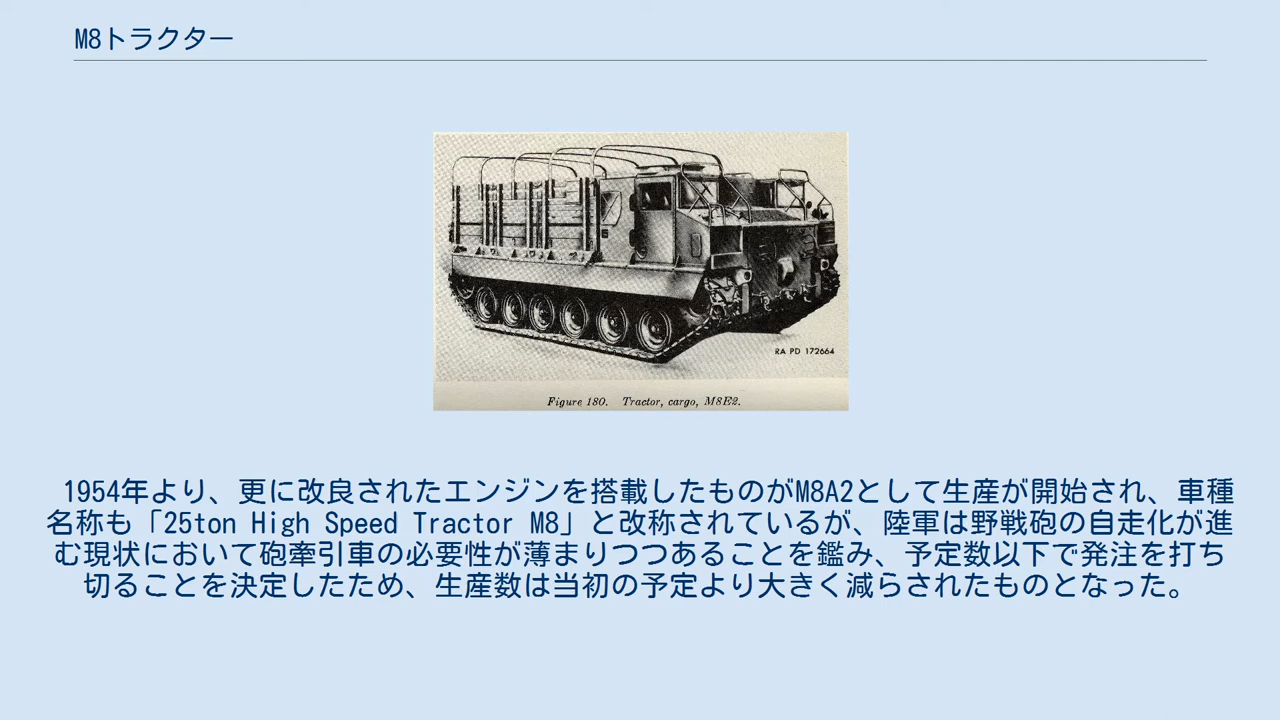 M8トラクター
RA PD 172664
Figure 180. Tractor, cargo, M8E2.
1954年より、更に改良されたエンジンを搭載したものがM8A2として生産が開始され、車種
名称も「25ton High Speed Tractor M8」と改称されているが、陸軍は野戦砲の自走化が進
む現状において砲牽引車の必要性が薄まりつつあることを鑑み、予定数以下で発注を打ち
切ることを決定したため、生産数は当初の予定より大きく減らされたものとなった。